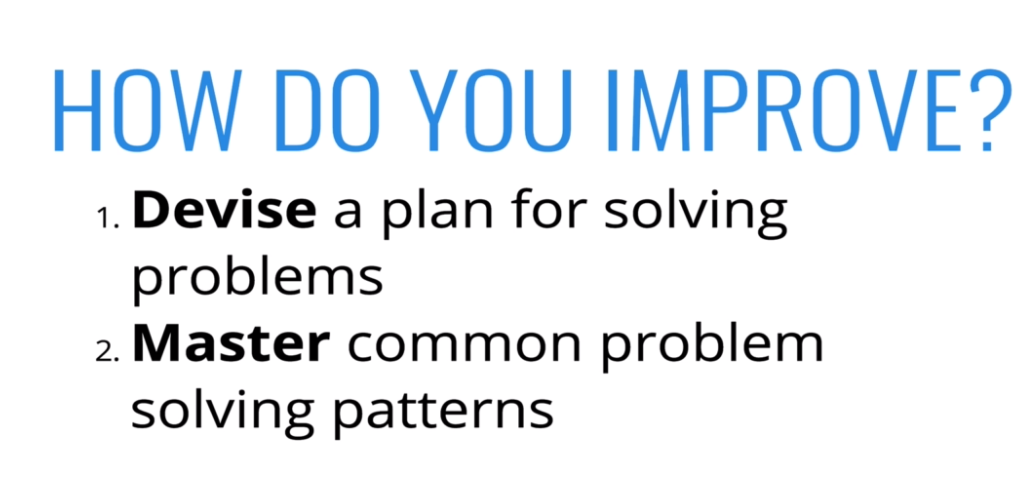 HOW DO YOU IMPROVE?
1. Devise a plan for solving
problems
2. Master common problem
solving patterns